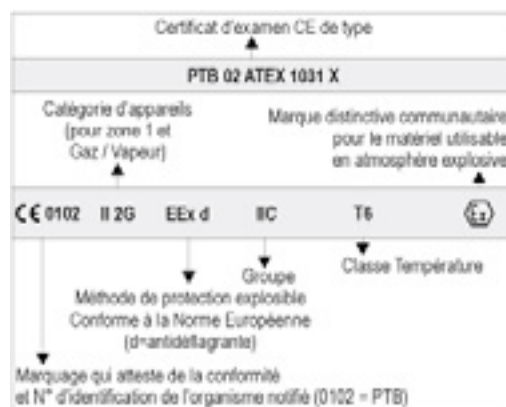 Certificat d'examen CE de type
PTB 02 ATEX 1031 X
Catégorie d'appareils
(pour zone 1 et
Gaz / Vapeur)
Marque distinctive communautaire
pour le matériel utilisable
en atmosphère explosive
CE 0102 II 2G EEx d IIC T6 Ex
Groupe
Classe Température
Méthode de protection explosible
Conforme à la Norme Européenne
(d=antidéflagrante)
Marquage qui atteste de la conformité
et N° d'identification de l'organisme notifié (0102 = PTB)